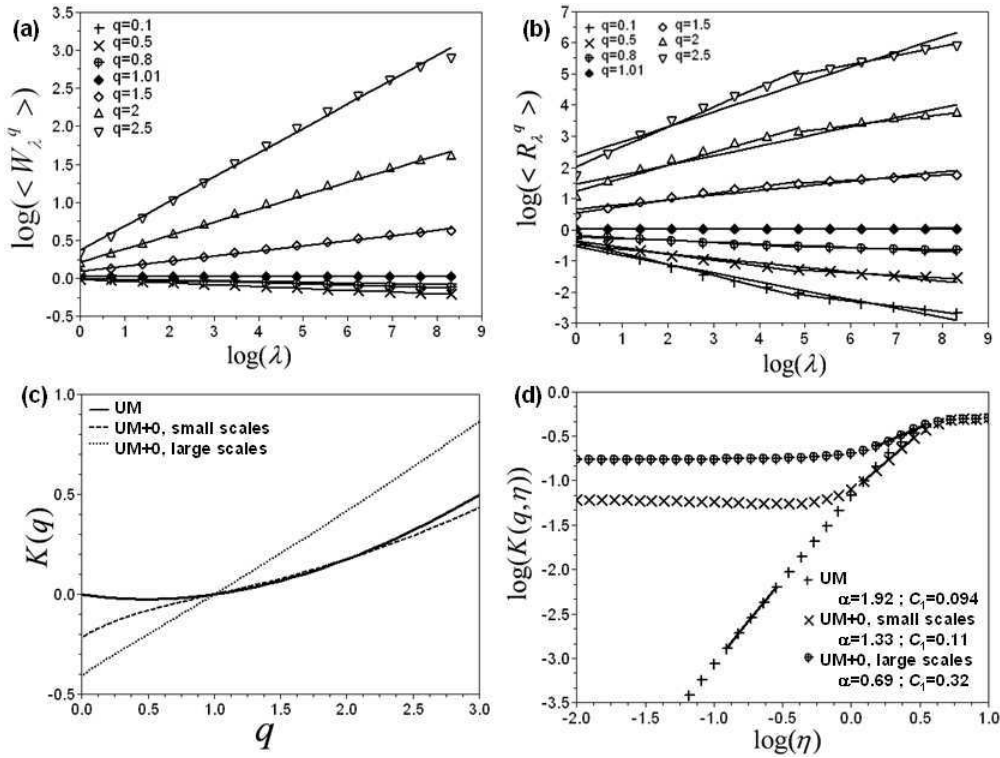 (a)
log(< W_λ^q >)
3.5
3.0
2.5
2.0
1.5
1.0
0.5
0.0
-0.5
q=0.1
q=0.5
q=0.8
q=1.01
q=1.5
q=2
q=2.5
0 1 2 3 4 5 6 7 8 9
log(λ)
(b)
log(< R_λ^q >)
7
6
5
4
3
2
1
0
-1
-2
-3
q=0.1
q=0.5
q=0.8
q=1.01
q=1.5
q=2
q=2.5
0 1 2 3 4 5 6 7 8 9
log(λ)
(c)
K(q)
1.0
0.5
0.0
-0.5
UM
UM+0, small scales
UM+0, large scales
0.0 0.5 1.0 1.5 2.0 2.5 3.0
q
(d)
log(K(q,η))
0.0
-0.5
-1.0
-1.5
-2.0
-2.5
-3.0
-3.5
UM
α=1.92 ; C₁=0.094
UM+0, small scales
α=1.33 ; C₁=0.11
UM+0, large scales
α=0.69 ; C₁=0.32
-2.0 -1.5 -1.0 -0.5 0.0 0.5 1.0
log(η)